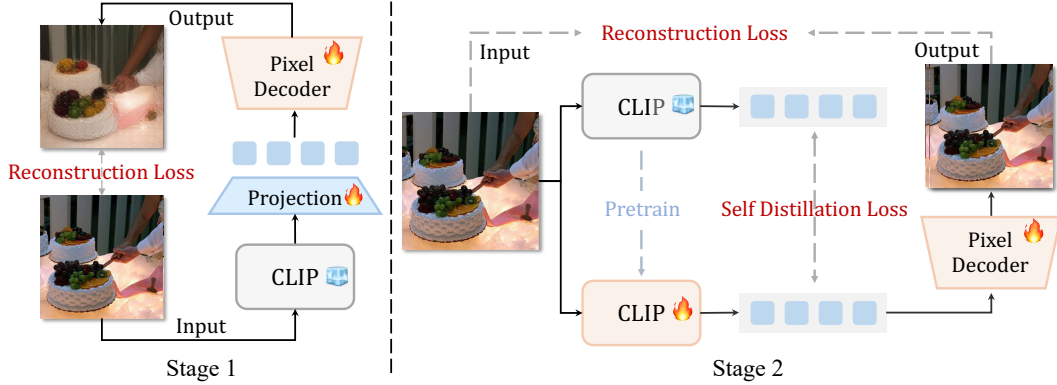 Output
Pixel
Decoder
Reconstruction Loss
Projection
CLIP
Input
Stage 1
Input
Reconstruction Loss
Output
CLIP
Pretrain
Self Distillation Loss
Pixel
Decoder
CLIP
Stage 2